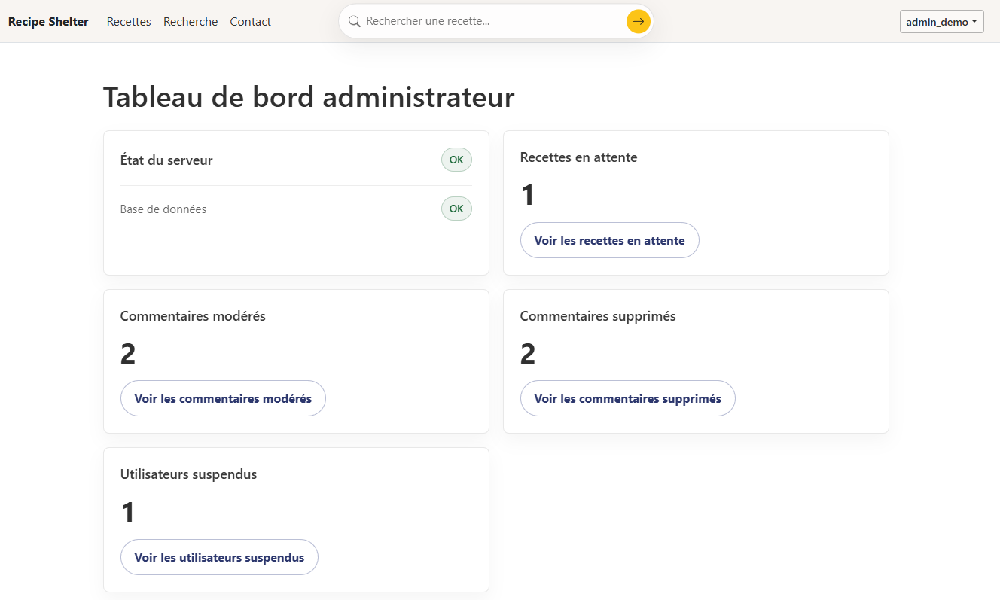 Recipe Shelter Recettes Recherche Contact Rechercher une recette... admin_demo
Tableau de bord administrateur
État du serveur OK
Base de données OK
Recettes en attente
1
Voir les recettes en attente
Commentaires modérés
2
Voir les commentaires modérés
Commentaires supprimés
2
Voir les commentaires supprimés
Utilisateurs suspendus
1
Voir les utilisateurs suspendus